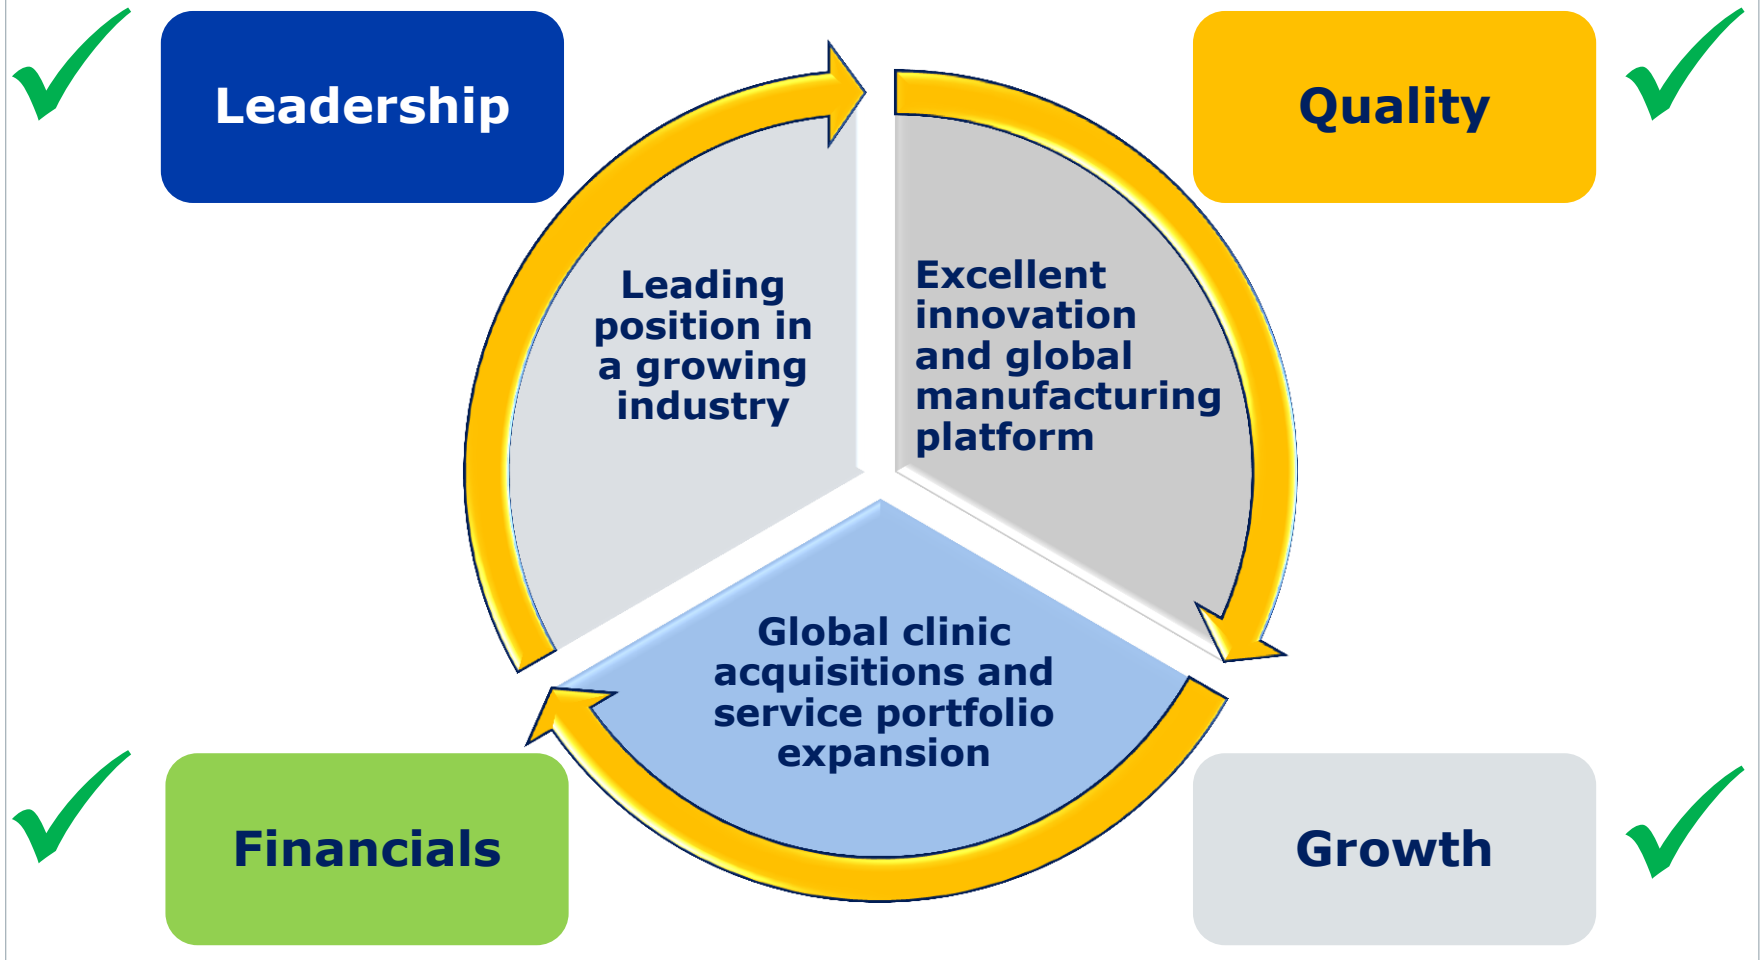 Leadership
Quality
Leading
position in
a growing
industry
Excellent
innovation
and global
manufacturing
platform
Global clinic
acquisitions and
service portfolio
expansion
Financials
Growth